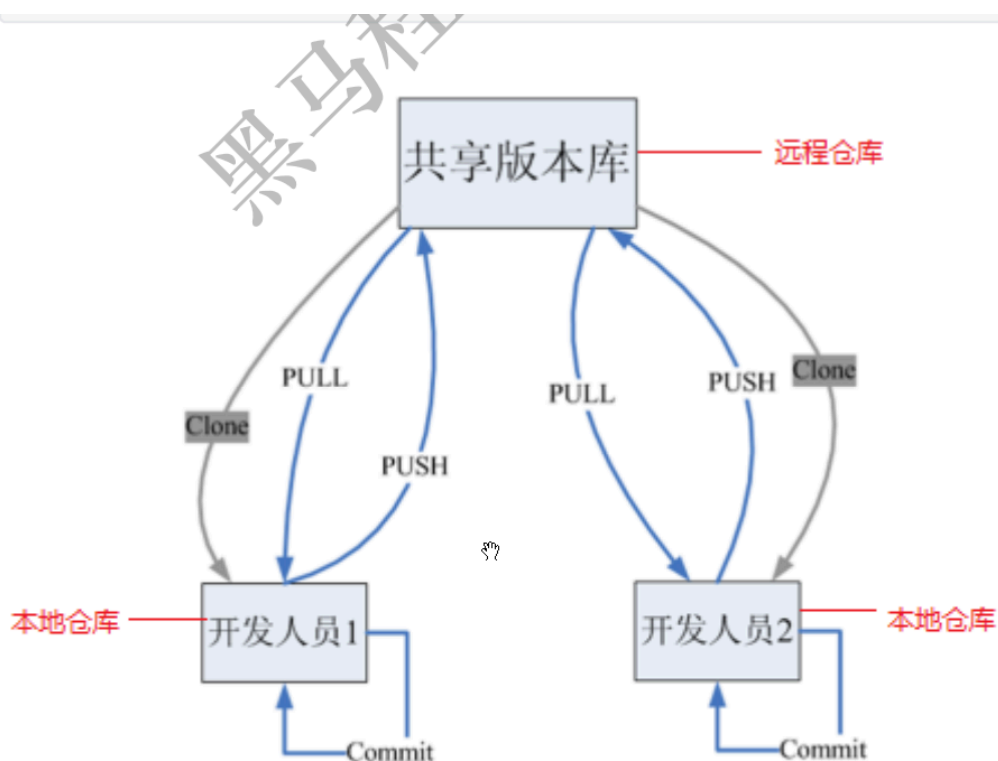 黑马程
共享版本库
远程仓库
PULL
PUSH
Clone
PULL
PUSH
Clone
本地仓库
开发人员1
开发人员2
本地仓库
Commit
Commit